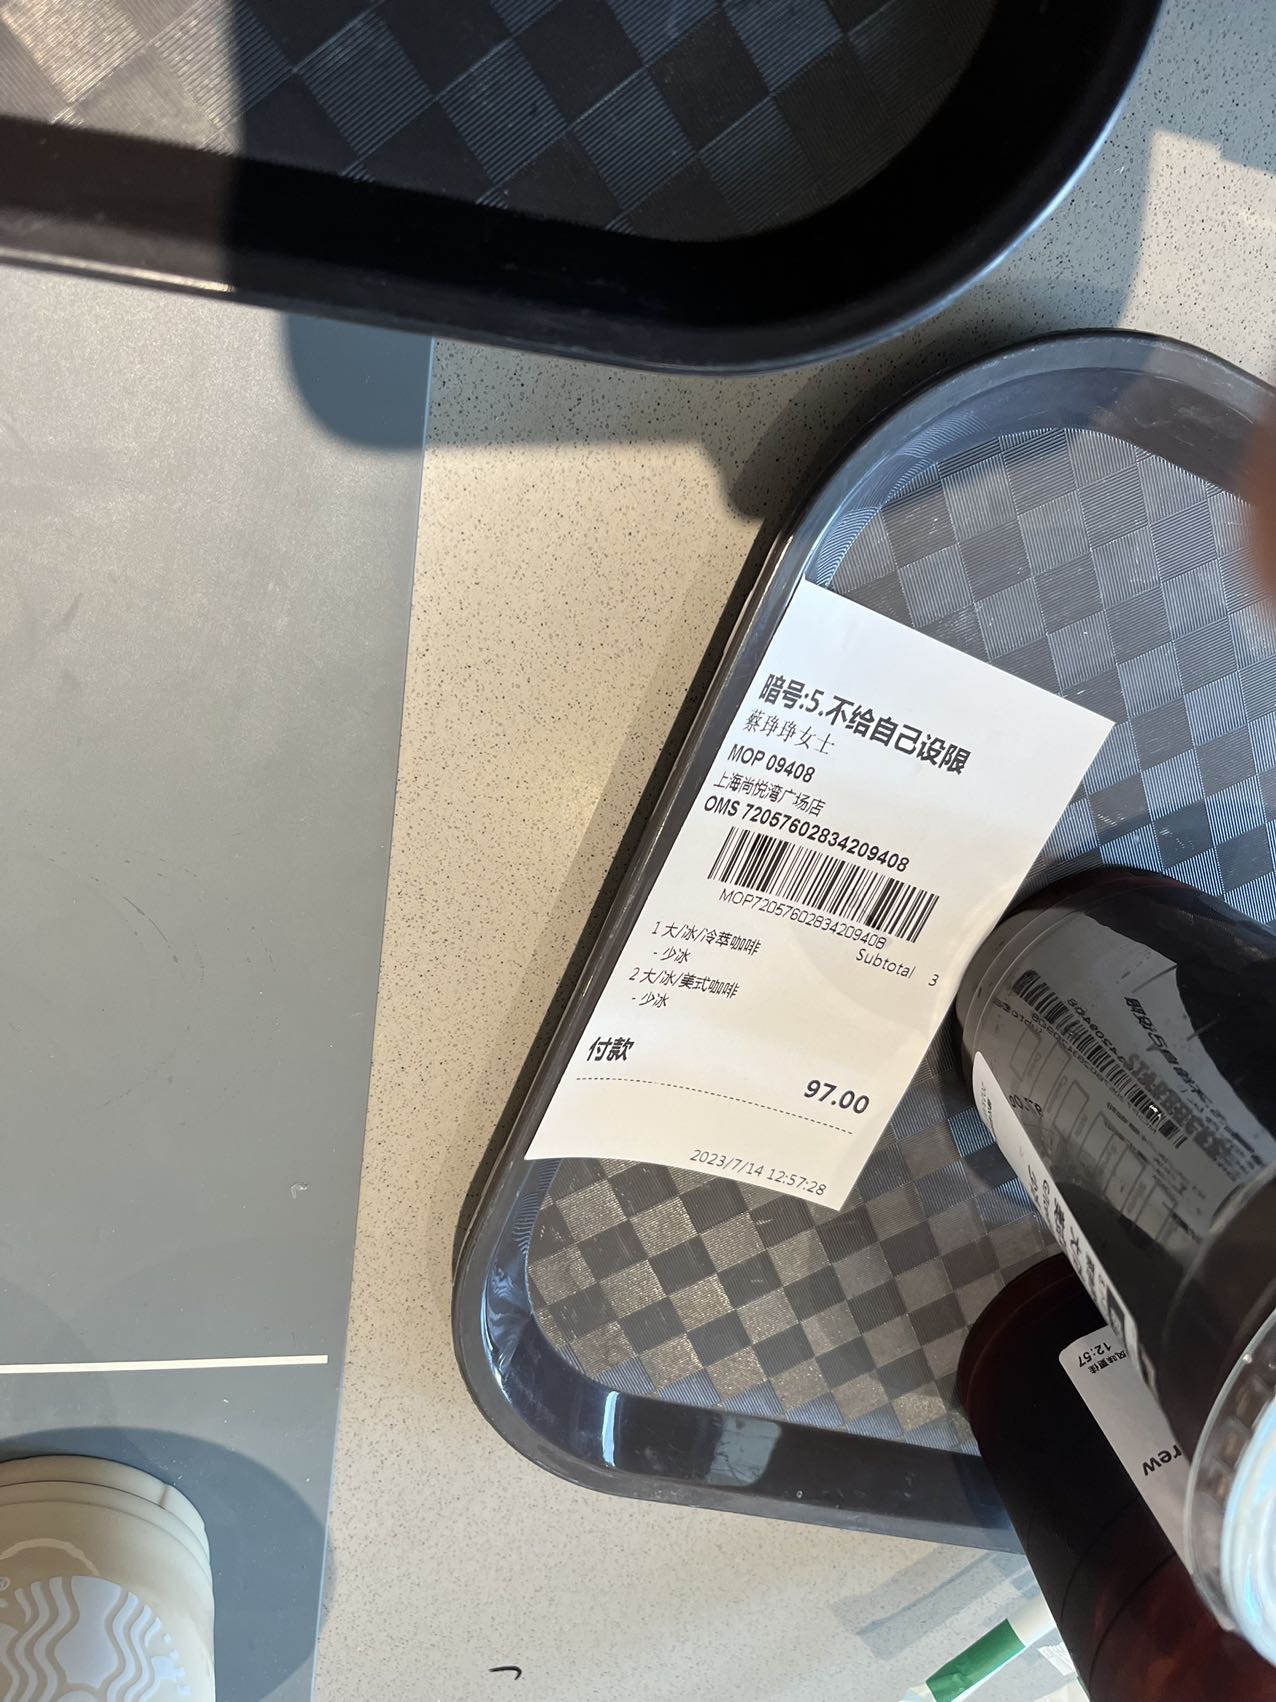 暗号:5.不给自己设限
蔡琤琤女士
MOP 09408
上海尚悦湾广场店
OMS 72057602834209408
MOP72057602834209408
Subtotal 3
1 大/冰/冷萃咖啡
- 少冰
2 大/冰/美式咖啡
- 少冰
付款
97.00
2023/7/14 12:57:28
12:57
rew